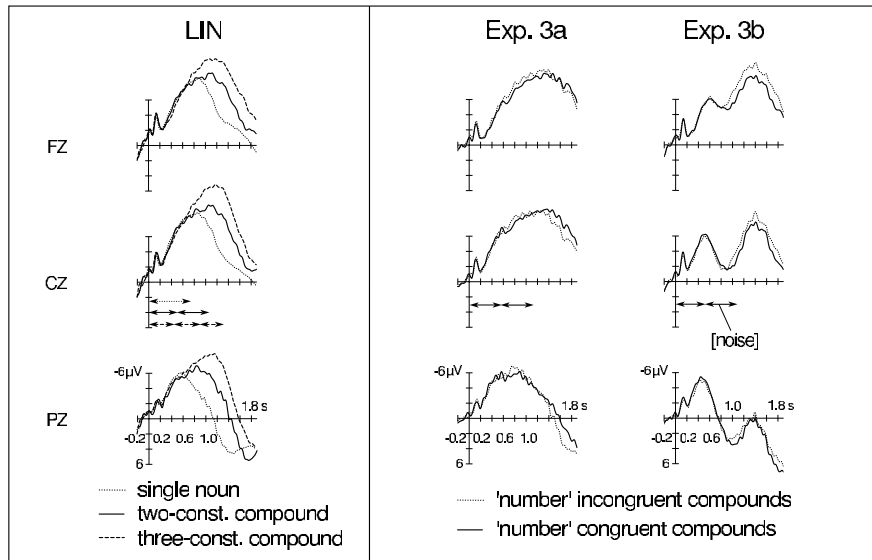 LIN
Exp. 3a
Exp. 3b
FZ
CZ
[noise]
PZ
-6µV
1.8 s
-0.2 0.2 0.6 1.0
6
-6µV
1.8 s
-0.2 0.2 0.6 1.0
6
-6µV
1.0
1.8 s
-0.2 0.2 0.6
6
single noun
two-const. compound
three-const. compound
'number' incongruent compounds
'number' congruent compounds